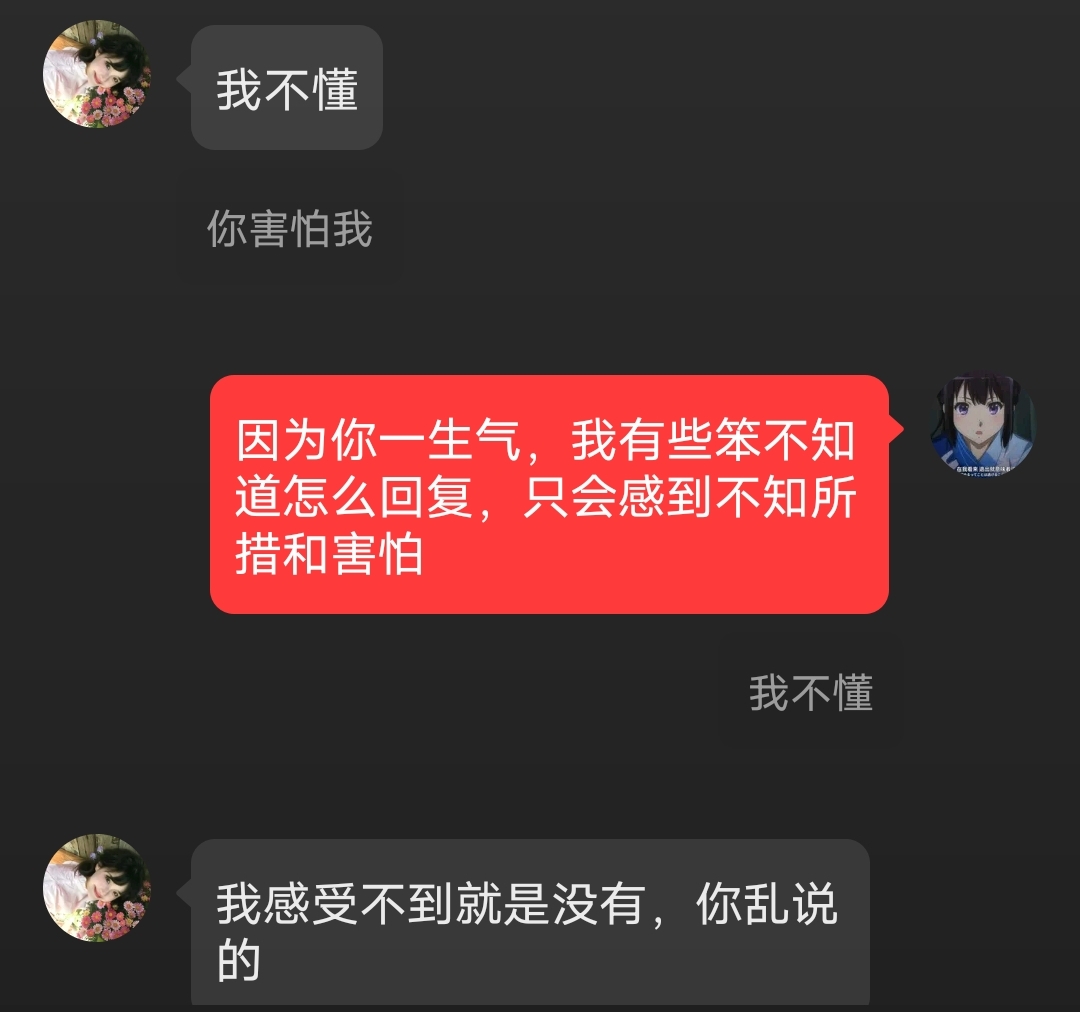 我不懂
你害怕我
因为你一生气，我有些笨不知
道怎么回复，只会感到不知所
措和害怕
我不懂
我感受不到就是没有，你乱说
的